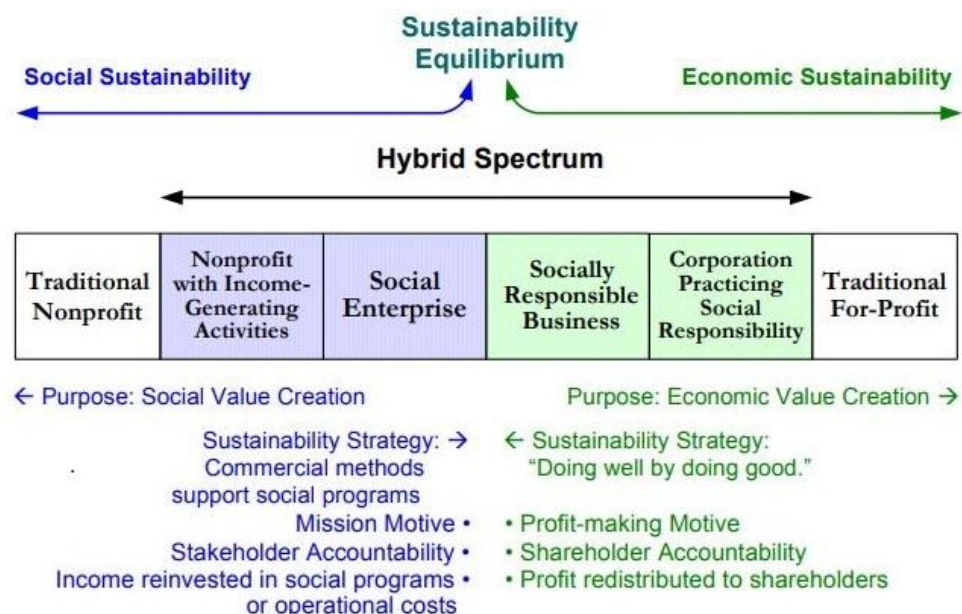 Sustainability
Equilibrium
Social Sustainability
Economic Sustainability
Hybrid Spectrum
Traditional
Nonprofit
Nonprofit
with Income-
Generating
Activities
Social
Enterprise
Socially
Responsible
Business
Corporation
Practicing
Social
Responsibility
Traditional
For-Profit
← Purpose: Social Value Creation
Purpose: Economic Value Creation →
Sustainability Strategy: →
Commercial methods
support social programs
← Sustainability Strategy:
“Doing well by doing good.”
Mission Motive •
Stakeholder Accountability •
Income reinvested in social programs •
or operational costs
• Profit-making Motive
• Shareholder Accountability
• Profit redistributed to shareholders